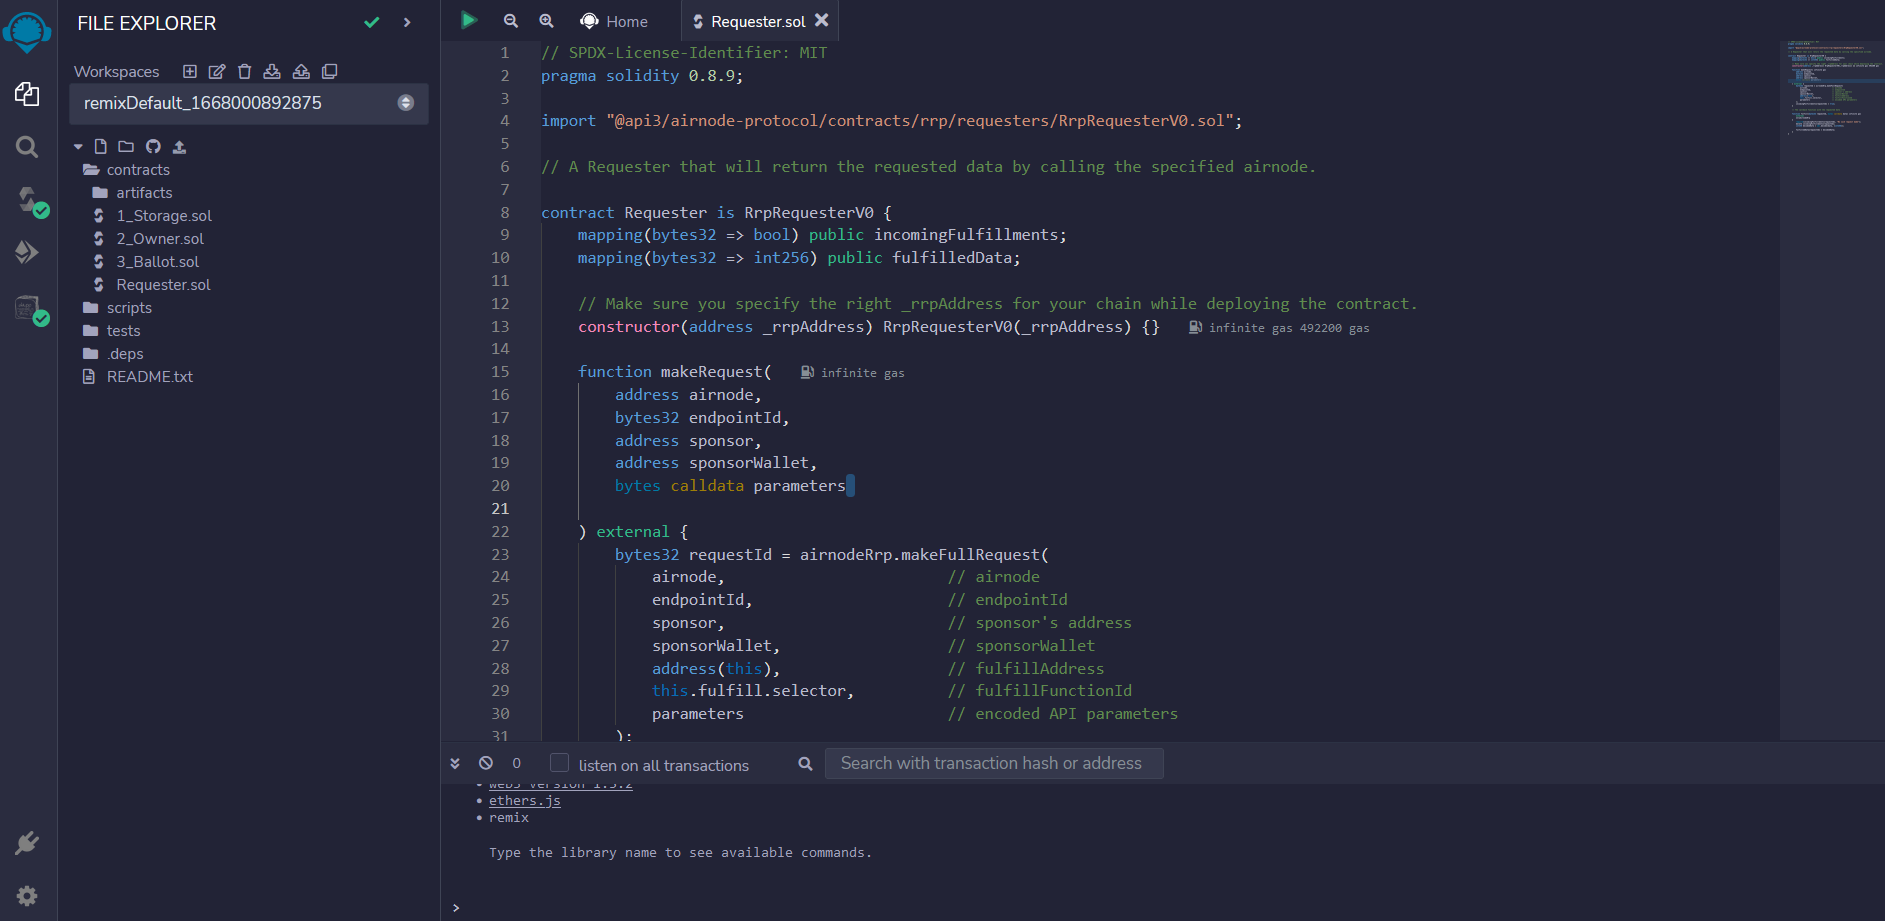 FILE EXPLORER
Workspaces
remixDefault_1668000892875
contracts
artifacts
1_Storage.sol
2_Owner.sol
3_Ballot.sol
Requester.sol
scripts
tests
.deps
README.txt
Home
Requester.sol
1 // SPDX-License-Identifier: MIT
2 pragma solidity 0.8.9;
3
4 import "@api3/airnode-protocol/contracts/rrp/requesters/RrpRequesterV0.sol";
5
6 // A Requester that will return the requested data by calling the specified airnode.
7
8 contract Requester is RrpRequesterV0 {
9 mapping(bytes32 => bool) public incomingFulfillments;
10 mapping(bytes32 => int256) public fulfilledData;
11
12 // Make sure you specify the right _rrpAddress for your chain while deploying the contract.
13 constructor(address _rrpAddress) RrpRequesterV0(_rrpAddress) {} infinite gas 492200 gas
14
15 function makeRequest( infinite gas
16 address airnode,
17 bytes32 endpointId,
18 address sponsor,
19 address sponsorWallet,
20 bytes calldata parameters
21
22 ) external {
23 bytes32 requestId = airnodeRrp.makeFullRequest(
24 airnode, // airnode
25 endpointId, // endpointId
26 sponsor, // sponsor's address
27 sponsorWallet, // sponsorWallet
28 address(this), // fulfillAddress
29 this.fulfill.selector, // fulfillFunctionId
30 parameters // encoded API parameters
31 );
0 listen on all transactions Search with transaction hash or address
• web3 version 1.5.2
• ethers.js
• remix
Type the library name to see available commands.
>